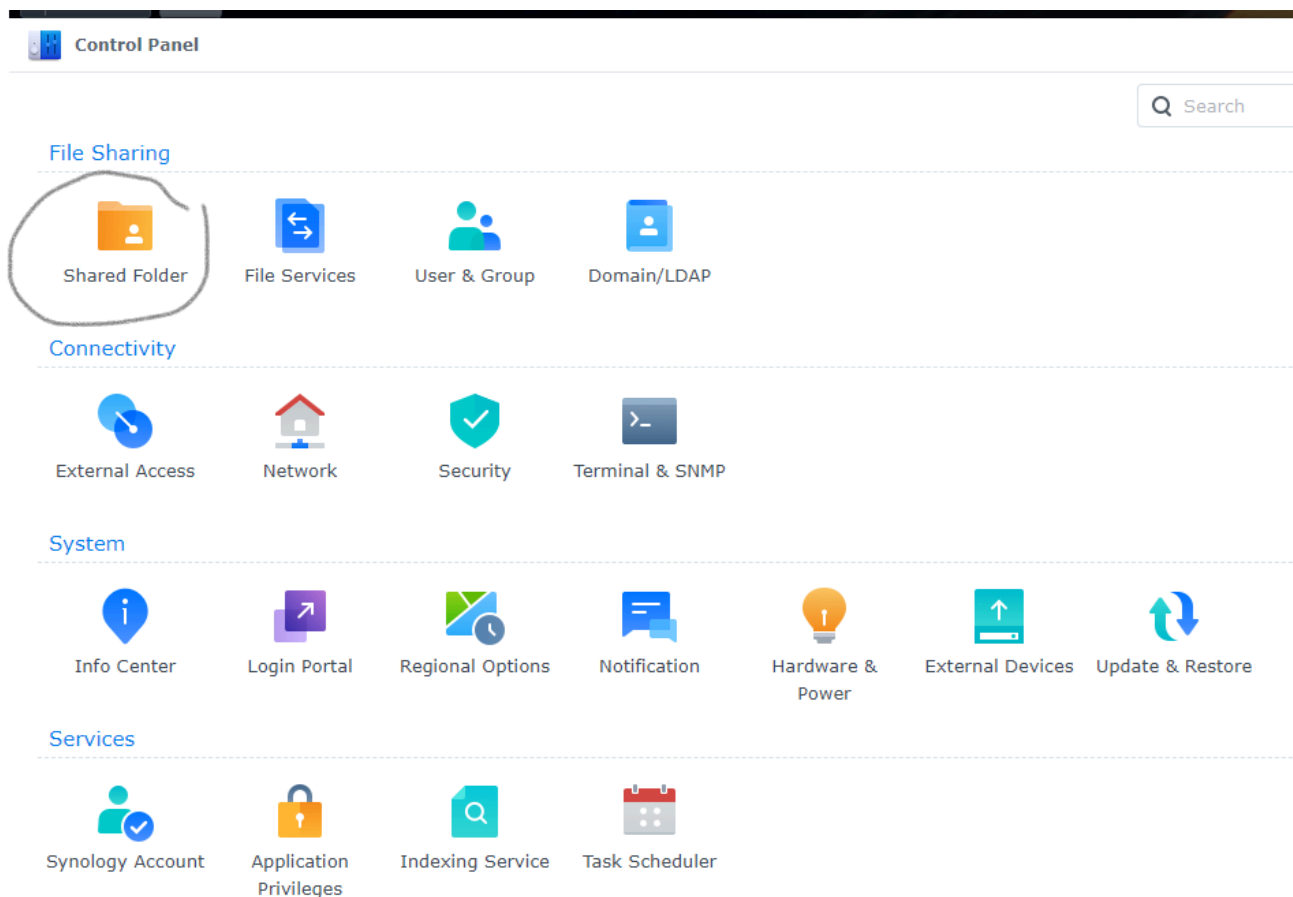 Control Panel
Search
File Sharing
Shared Folder
File Services
User & Group
Domain/LDAP
Connectivity
External Access
Network
Security
Terminal & SNMP
System
Info Center
Login Portal
Regional Options
Notification
Hardware &
Power
External Devices
Update & Restore
Services
Synology Account
Application
Privileges
Indexing Service
Task Scheduler